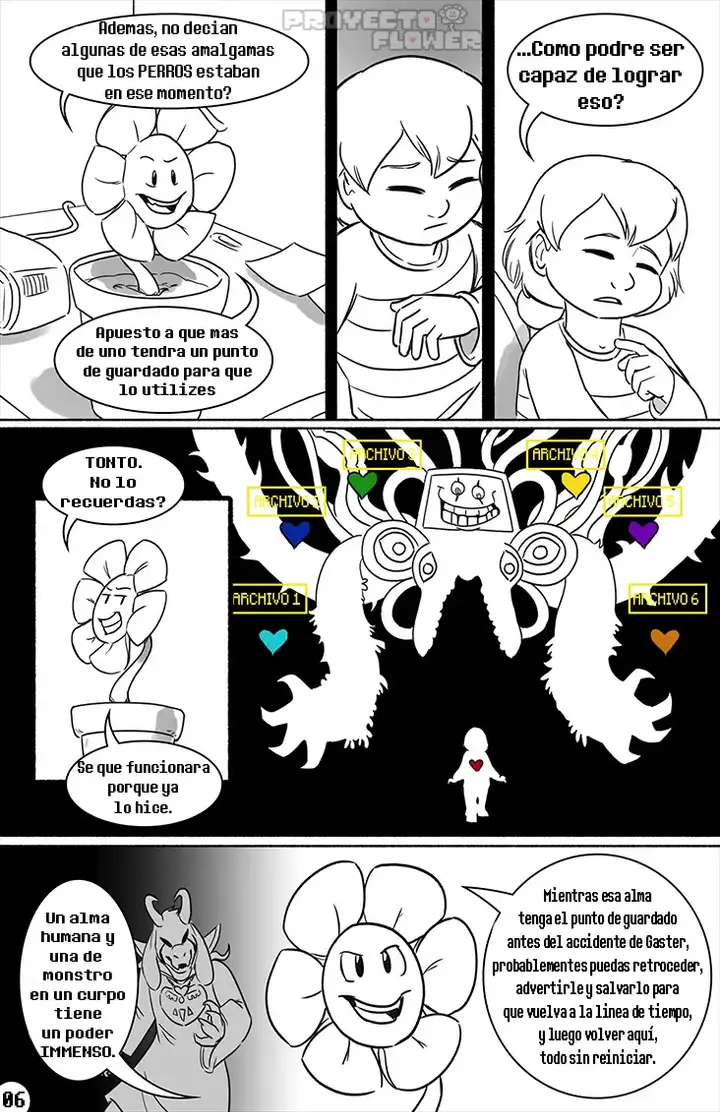 PROYECTO
FLOWER
Ademas, no decian
algunas de esas amalgamas
que los PERROS estaban
en ese momento?
...Como podre ser
capaz de lograr
eso?
Apuesto a que mas
de uno tendra un punto
de guardado para que
lo utilizes
TONTO.
No lo
recuerdas?
ARCHIVO 3
ARCHIVO 4
ARCHIVO 2
ARCHIVO 5
ARCHIVO 1
ARCHIVO 6
Se que funcionara
porque ya
lo hice.
Un alma
humana y
una de
monstro
en un curpo
tiene
un poder
IMMENSO.
Mientras esa alma
tenga el punto de guardado
antes del accidente de Gaster,
probablementes puedas retroceder,
advertirle y salvarlo para
que vuelva a la linea de tiempo,
y luego volver aquí,
todo sin reiniciar.
06